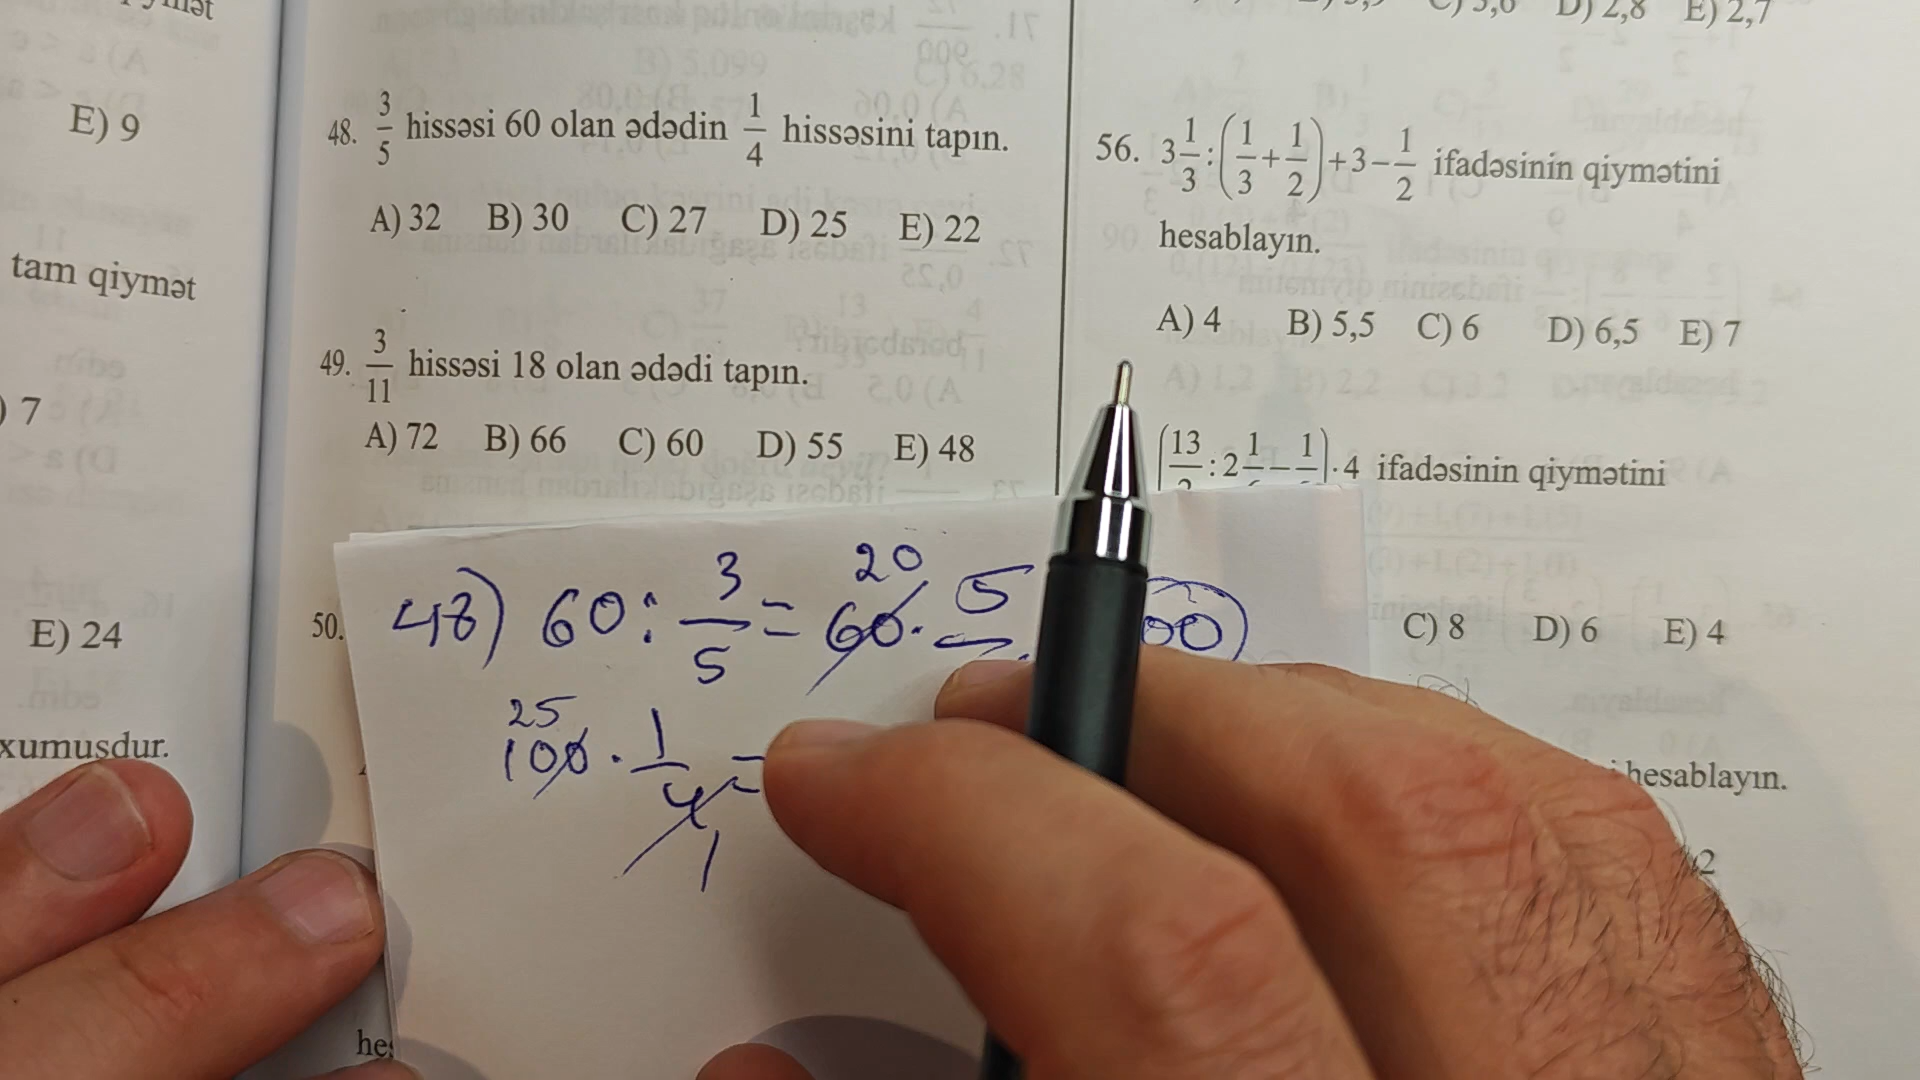 E) 9
tam qiymət
7
E) 24
xumuşdur.
48. 3/5 hissəsi 60 olan ədədin 1/4 hissəsini tapın.
A) 32 B) 30 C) 27 D) 25 E) 22
49. 3/11 hissəsi 18 olan ədədi tapın.
A) 72 B) 66 C) 60 D) 55 E) 48
50.
48) 60 : 3/5 = 60 20 · 5
100 25 · 1/4 1 =
D) 2,8 E) 2,7
56. 3 1/3 : (1/3 + 1/2) + 3 − 1/2 ifadəsinin qiymətini
hesablayın.
A) 4 B) 5,5 C) 6 D) 6,5 E) 7
ifadəsinin qiymətini
C) 8 D) 6 E) 4
hesablayın.